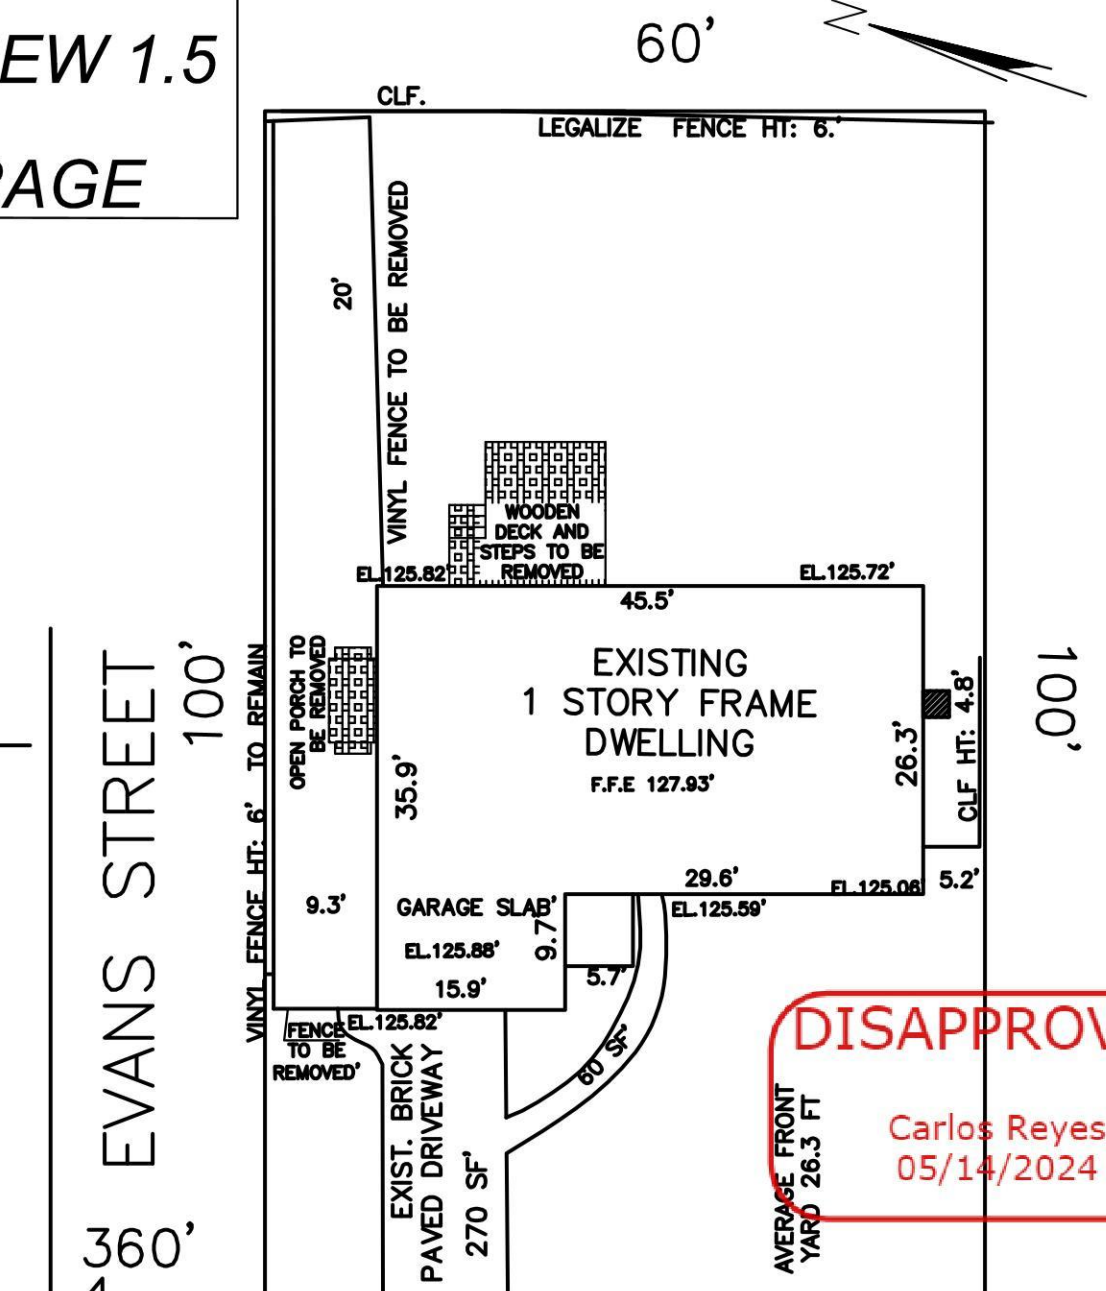 EW 1.5
PAGE
60'
CLF.
LEGALIZE FENCE HT: 6.'
20'
VINYL FENCE TO BE REMOVED
WOODEN
DECK AND
STEPS TO BE
REMOVED
EL.125.82'
EL.125.72'
45.5'
EVANS STREET
100'
VINYL FENCE HT: 6' TO REMAIN
OPEN PORCH TO
BE REMOVED
EXISTING
1 STORY FRAME
DWELLING
F.F.E 127.93'
35.9'
26.3'
CLF HT: 4.8'
100'
29.6'
EL.125.06'
5.2'
9.3'
GARAGE SLAB'
EL.125.59'
9.7'
EL.125.88'
15.9'
5.7'
EL.125.82'
FENCE
TO BE
REMOVED'
60 SF'
EXIST. BRICK
PAVED DRIVEWAY
270 SF'
DISAPPROV
Carlos Reyes
05/14/2024
AVERAGE FRONT
YARD 26.3 FT
360'